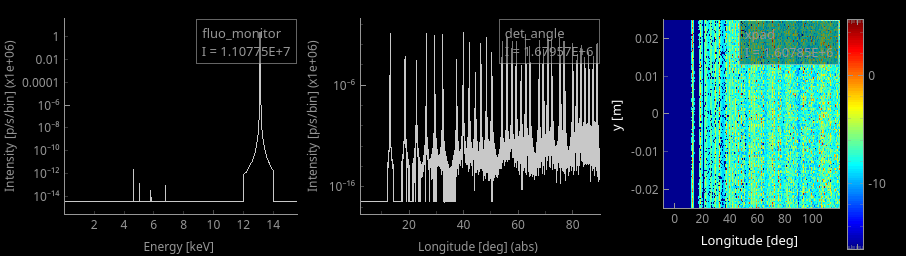 fluo_monitor
I = 1.10775E+7
1
0.01
0.0001
10⁻⁶
10⁻⁸
10⁻¹⁰
10⁻¹²
10⁻¹⁴
2 4 6 8 10 12 14
Energy [keV]
Intensity [p/s/bin] (x1e+06)
det_angle
I = 1.67957E+6
10⁻⁶
10⁻¹⁶
20 40 60 80
Longitude [deg] (abs)
Intensity [p/s/bin] (x1e+06)
0.02
0.01
0
-0.01
-0.02
0 20 40 60 80 100
Longitude [deg]
y [m]
0
-10